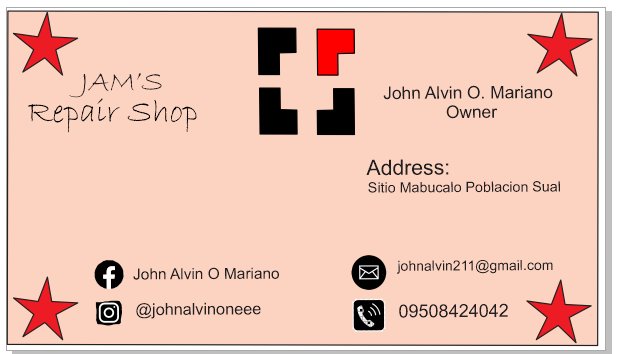 JAM'S
Repair Shop
John Alvin O. Mariano
Owner
Address:
Sitio Mabucalo Poblacion Sual
John Alvin O Mariano
@johnalvinoneee
johnalvin211@gmail.com
09508424042